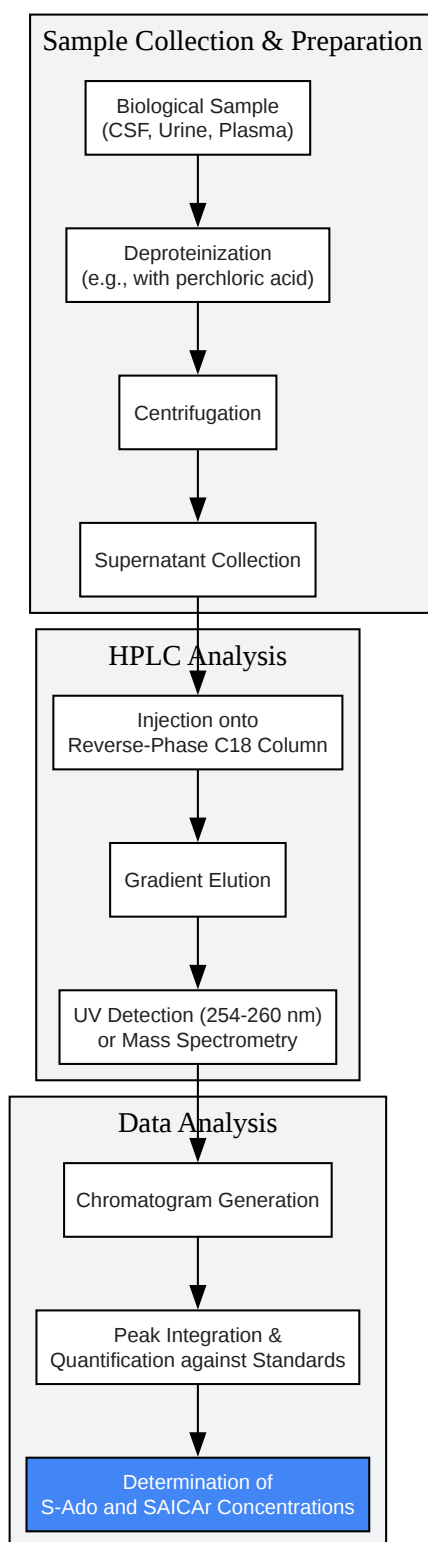 Sample Collection & Preparation
Biological Sample
(CSF, Urine, Plasma)
Deproteinization
(e.g., with perchloric acid)
Centrifugation
Supernatant Collection
HPLC Analysis
Injection onto
Reverse-Phase C18 Column
Gradient Elution
UV Detection (254-260 nm)
or Mass Spectrometry
Data Analysis
Chromatogram Generation
Peak Integration &
Quantification against Standards
Determination of
S-Ado and SAICAr Concentrations